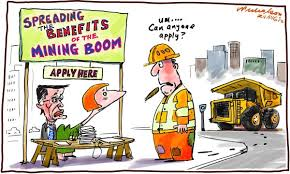 SPREADING
THE BENEFITS
OF THE
MINING BOOM
APPLY HERE
UM....
Can anyone
apply?